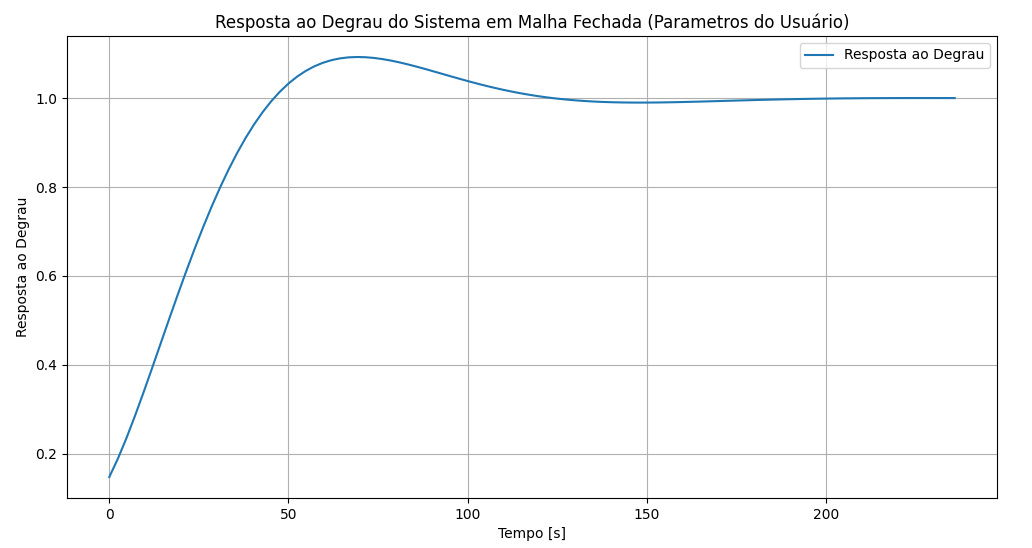 Resposta ao Degrau do Sistema em Malha Fechada (Parametros do Usuário)
Resposta ao Degrau
1.0
0.8
0.6
0.4
0.2
Resposta ao Degrau
0 50 100 150 200
Tempo [s]